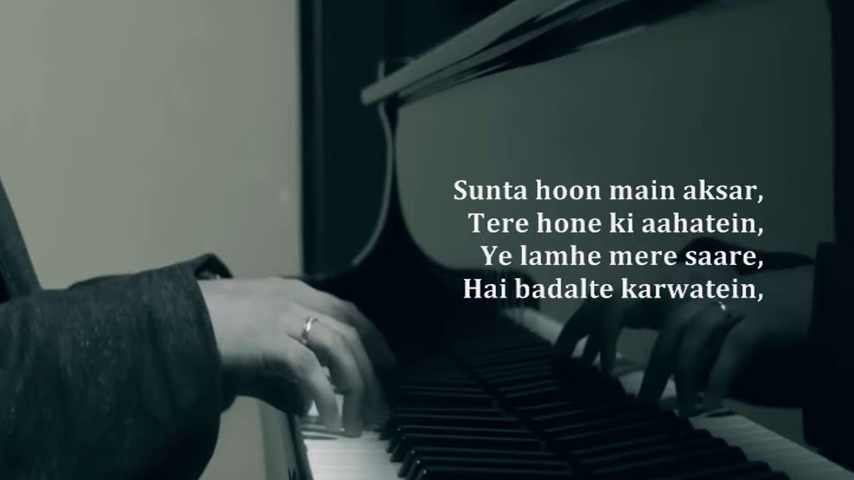 Sunta hoon main aksar,
Tere hone ki aahatein,
Ye lamhe mere saare,
Hai badalte karwatein,